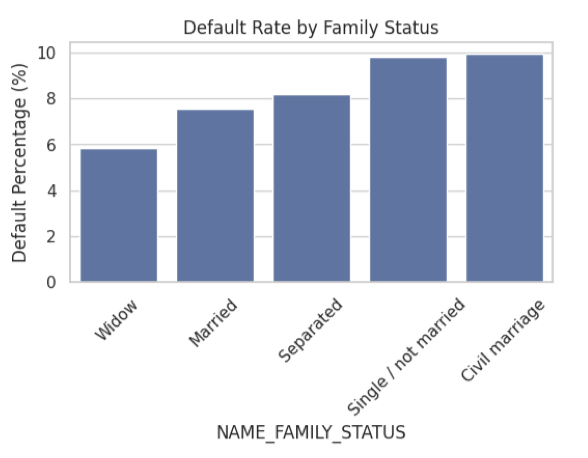 Default Rate by Family Status
Default Percentage (%)
10
8
6
4
2
0
Widow
Married
Separated
Single / not married
Civil marriage
NAME_FAMILY_STATUS